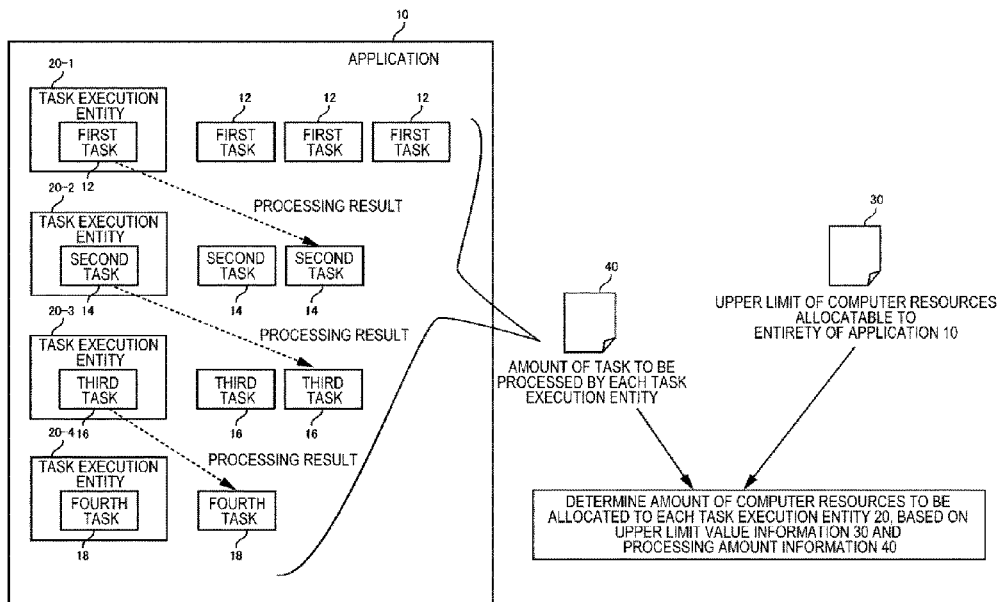 10
APPLICATION
20-1
TASK EXECUTION
ENTITY
FIRST
TASK
12
12
FIRST
TASK
12
FIRST
TASK
12
FIRST
TASK
PROCESSING RESULT
20-2
TASK EXECUTION
ENTITY
SECOND
TASK
14
SECOND
TASK
14
SECOND
TASK
14
PROCESSING RESULT
20-3
TASK EXECUTION
ENTITY
THIRD
TASK
16
THIRD
TASK
16
THIRD
TASK
16
PROCESSING RESULT
20-4
TASK EXECUTION
ENTITY
FOURTH
TASK
18
FOURTH
TASK
18
40
AMOUNT OF TASK TO BE
PROCESSED BY EACH TASK
EXECUTION ENTITY
30
UPPER LIMIT OF COMPUTER RESOURCES
ALLOCATABLE TO
ENTIRETY OF APPLICATION 10
DETERMINE AMOUNT OF COMPUTER RESOURCES TO BE
ALLOCATED TO EACH TASK EXECUTION ENTITY 20, BASED ON
UPPER LIMIT VALUE INFORMATION 30 AND
PROCESSING AMOUNT INFORMATION 40